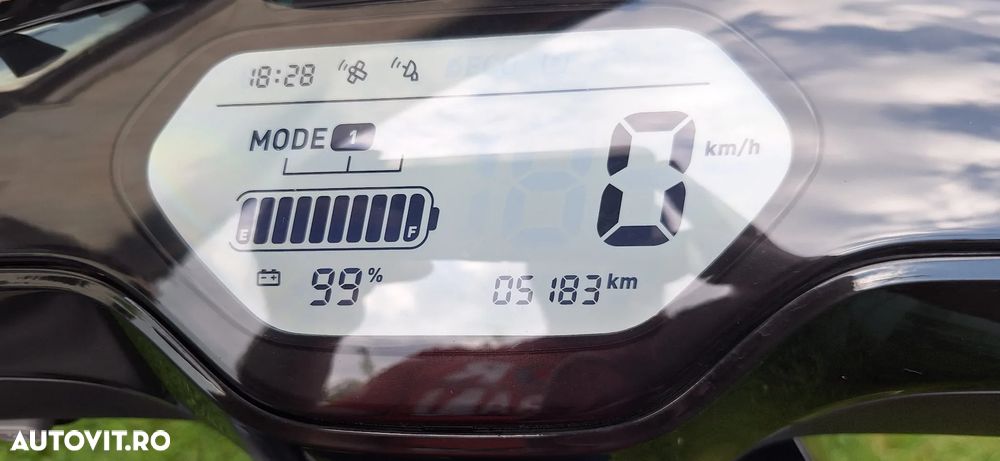 18:28
MODE 1
0 km/h
E F
99%
05183 km
AUTOVIT.RO